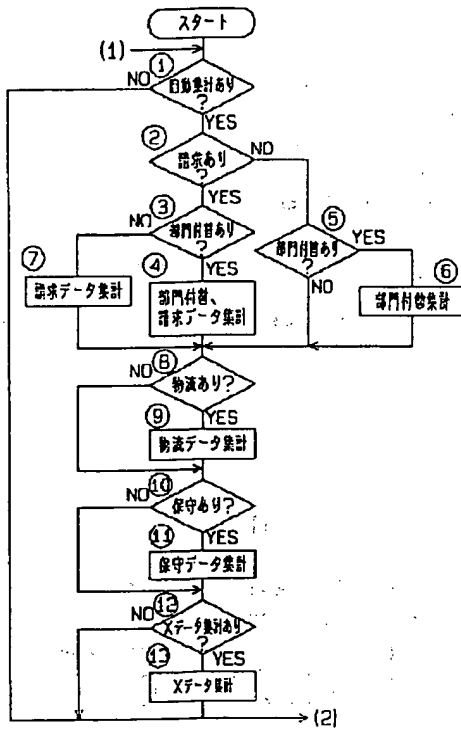 スタート
(1)
①
NO
自動集計あり
?
YES
②
NO
請求あり
?
YES
③
NO
部門付替あり
?
YES
⑤
部門付替あり
?
YES
NO
⑦
請求データ集計
④
部門付替、
請求データ集計
⑥
部門付替集計
⑧
NO
物流あり?
YES
⑨
物流データ集計
⑩
NO
保守あり?
YES
⑪
保守データ集計
⑫
NO
Xデータ集計あり
?
YES
⑬
Xデータ集計
(2)